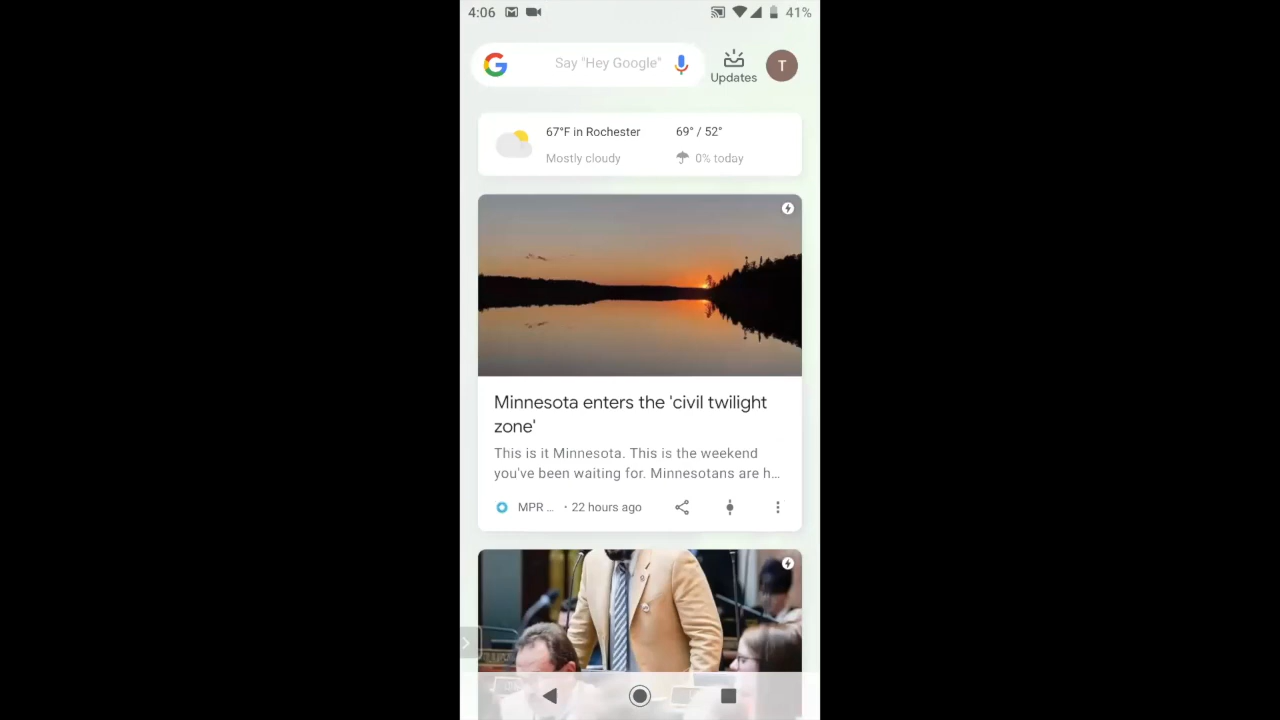 4:06
41%
Say "Hey Google"
Updates
T
67°F in Rochester
69° / 52°
Mostly cloudy
0% today
Minnesota enters the 'civil twilight
zone'
This is it Minnesota. This is the weekend
you've been waiting for. Minnesotans are h...
MPR ... · 22 hours ago